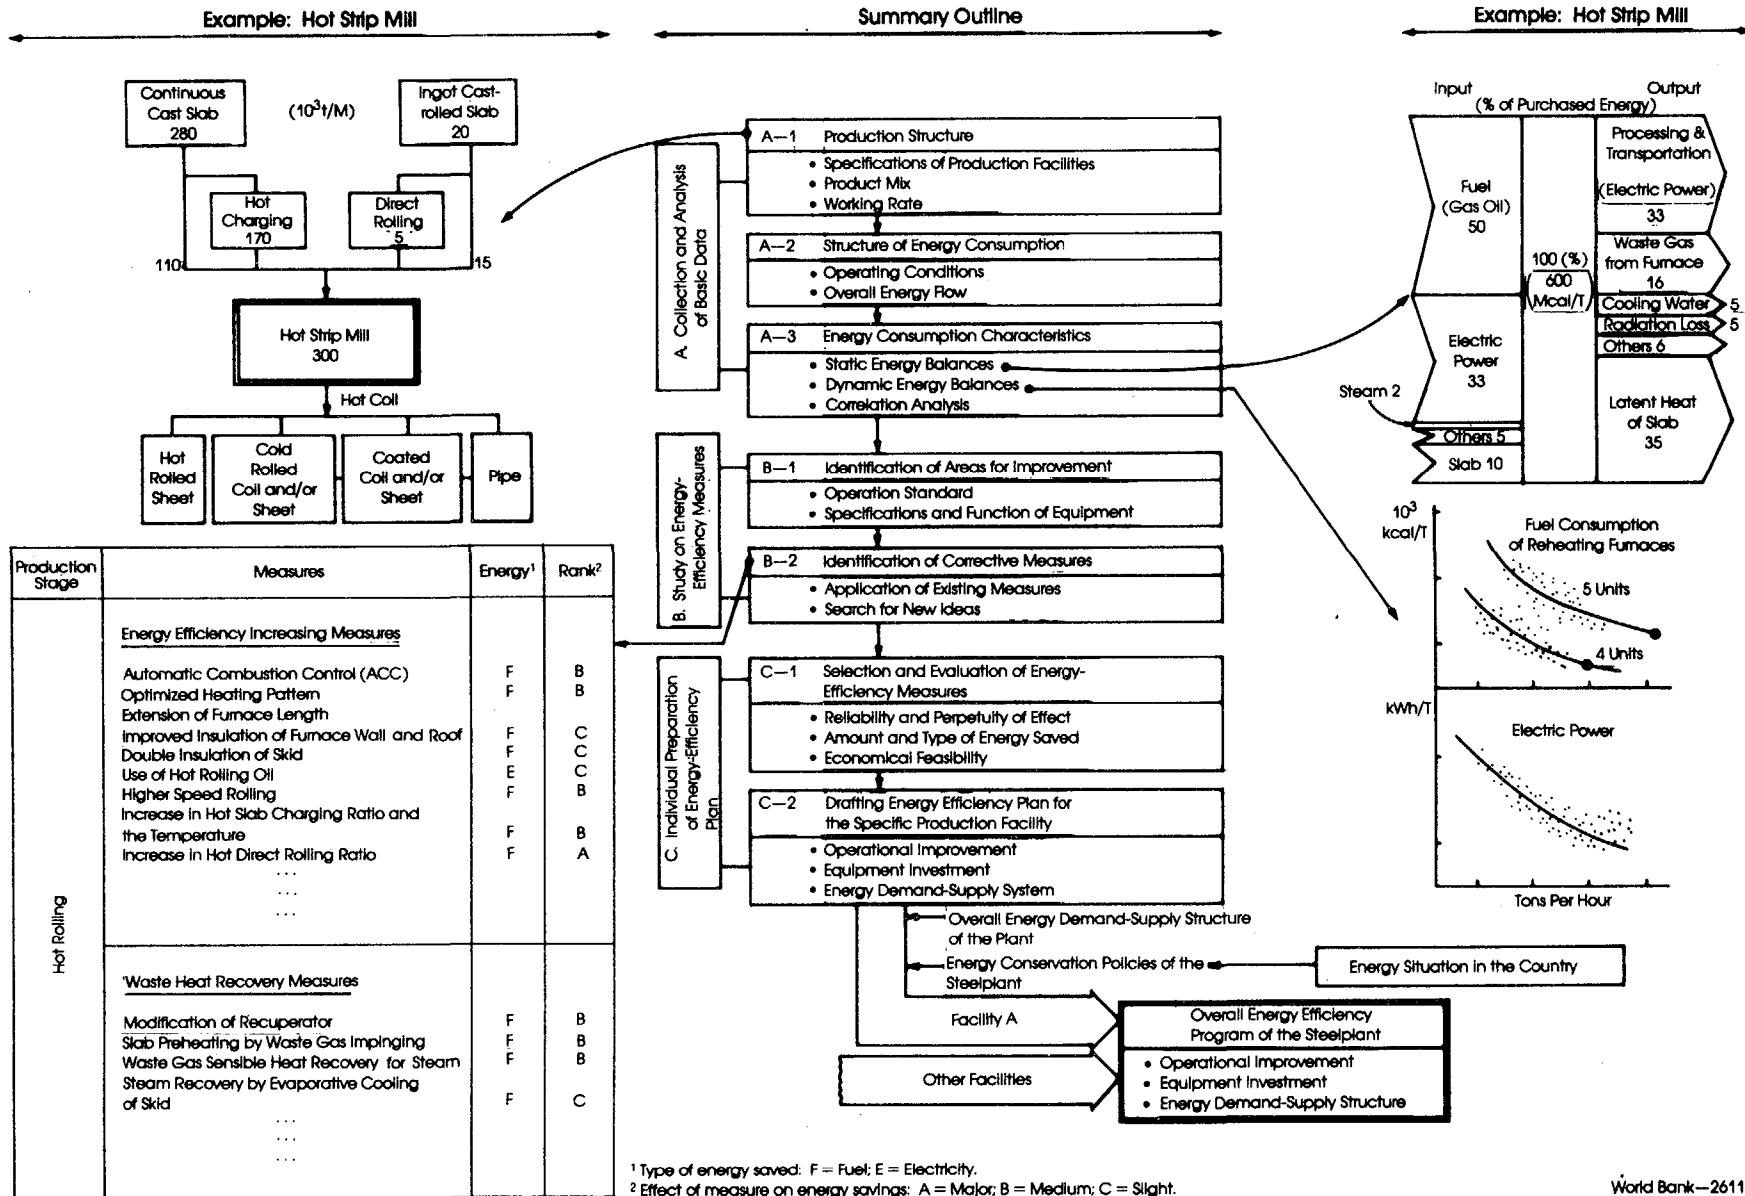 Example: Hot Strip Mill
Summary Outline
Example: Hot Strip Mill
Continuous
Cast Slab
280
(10³t/M)
Ingot Cast-
rolled Slab
20
Hot
Charging
170
Direct
Rolling
5
110
15
Hot Strip Mill
300
Hot Coil
Hot
Rolled
Sheet
Cold
Rolled
Coil and/or
Sheet
Coated
Coil and/or
Sheet
Pipe
Production
Stage
Measures
Energy¹
Rank²
Hot Rolling
Energy Efficiency Increasing Measures
Automatic Combustion Control (ACC) F B
Optimized Heating Pattern F B
Extension of Furnace Length
Improved Insulation of Furnace Wall and Roof F C
Double Insulation of Skid F C
Use of Hot Rolling Oil E C
Higher Speed Rolling F B
Increase in Hot Slab Charging Ratio and
the Temperature F B
Increase in Hot Direct Rolling Ratio F A
...
...
...
Waste Heat Recovery Measures
Modification of Recuperator F B
Slab Preheating by Waste Gas Impinging F B
Waste Gas Sensible Heat Recovery for Steam F B
Steam Recovery by Evaporative Cooling
of Skid F C
...
...
...
A. Collection and Analysis
of Basic Data
A—1 Production Structure
• Specifications of Production Facilities
• Product Mix
• Working Rate
A—2 Structure of Energy Consumption
• Operating Conditions
• Overall Energy Flow
A—3 Energy Consumption Characteristics
• Static Energy Balances
• Dynamic Energy Balances
• Correlation Analysis
B. Study on Energy-
Efficiency Measures
B—1 Identification of Areas for Improvement
• Operation Standard
• Specifications and Function of Equipment
B—2 Identification of Corrective Measures
• Application of Existing Measures
• Search for New Ideas
C. Individual Preparation
of Energy-Efficiency
Plan
C—1 Selection and Evaluation of Energy-
Efficiency Measures
• Reliability and Perpetuity of Effect
• Amount and Type of Energy Saved
• Economical Feasibility
C—2 Drafting Energy Efficiency Plan for
the Specific Production Facility
• Operational Improvement
• Equipment Investment
• Energy Demand-Supply System
Overall Energy Demand-Supply Structure
of the Plant
Energy Conservation Policies of the
Steelplant
Energy Situation in the Country
Facility A
Other Facilities
Overall Energy Efficiency
Program of the Steelplant
• Operational Improvement
• Equipment Investment
• Energy Demand-Supply Structure
Input
Output
(% of Purchased Energy)
Fuel
(Gas Oil)
50
Electric
Power
33
Steam 2
Others 5
Slab 10
100 (%)
(600
Mcal/T)
Processing &
Transportation
(Electric Power)
33
Waste Gas
from Furnace
16
Cooling Water 5
Radiation Loss 5
Others 6
Latent Heat
of Slab
35
10³
kcal/T
Fuel Consumption
of Reheating Furnaces
5 Units
4 Units
kWh/T
Electric Power
Tons Per Hour
¹ Type of energy saved: F = Fuel; E = Electricity.
² Effect of measure on energy savings: A = Major; B = Medium; C = Slight.
World Bank—2611